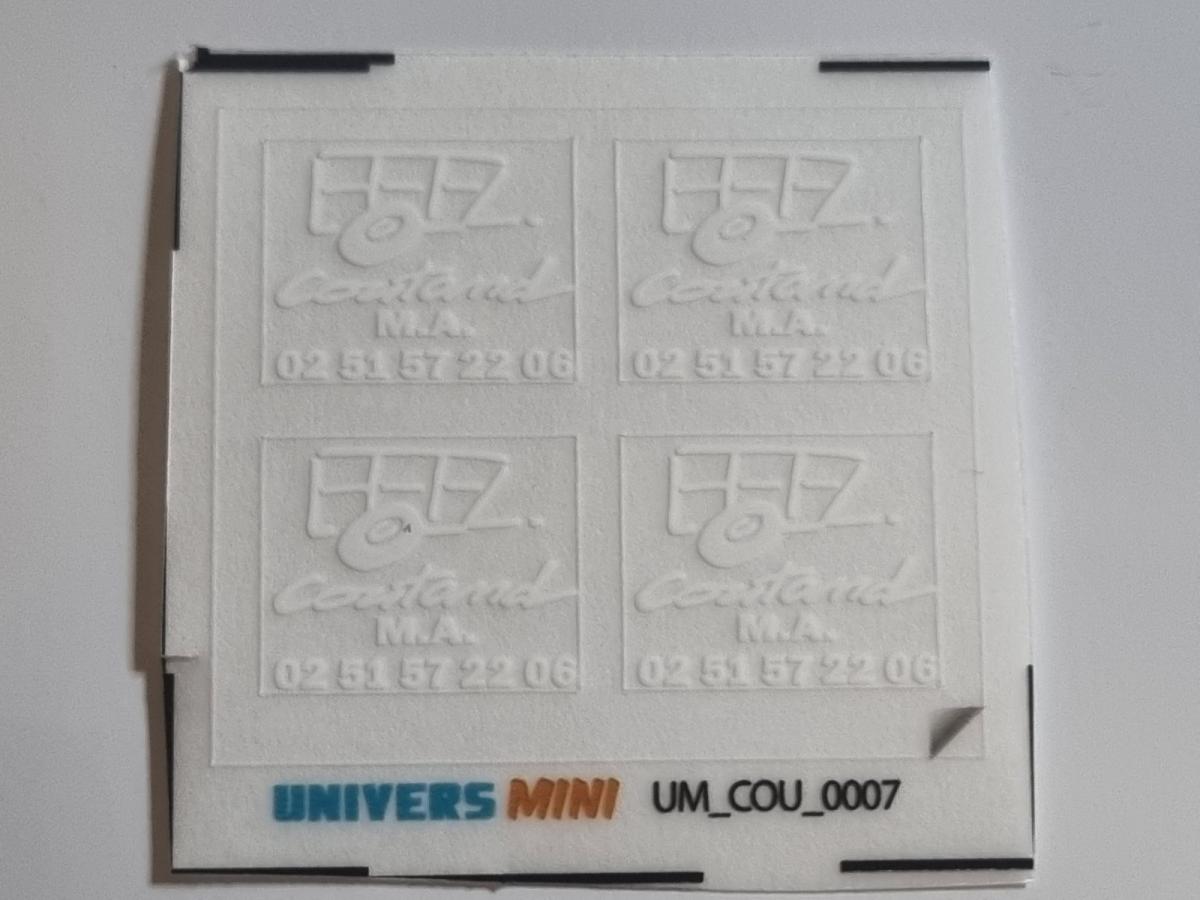 Coutand
M.A.
02 51 57 22 06
Coutand
M.A.
02 51 57 22 06
Coutand
M.A.
02 51 57 22 06
Coutand
M.A.
02 51 57 22 06
UNIVERS MINI UM_COU_0007